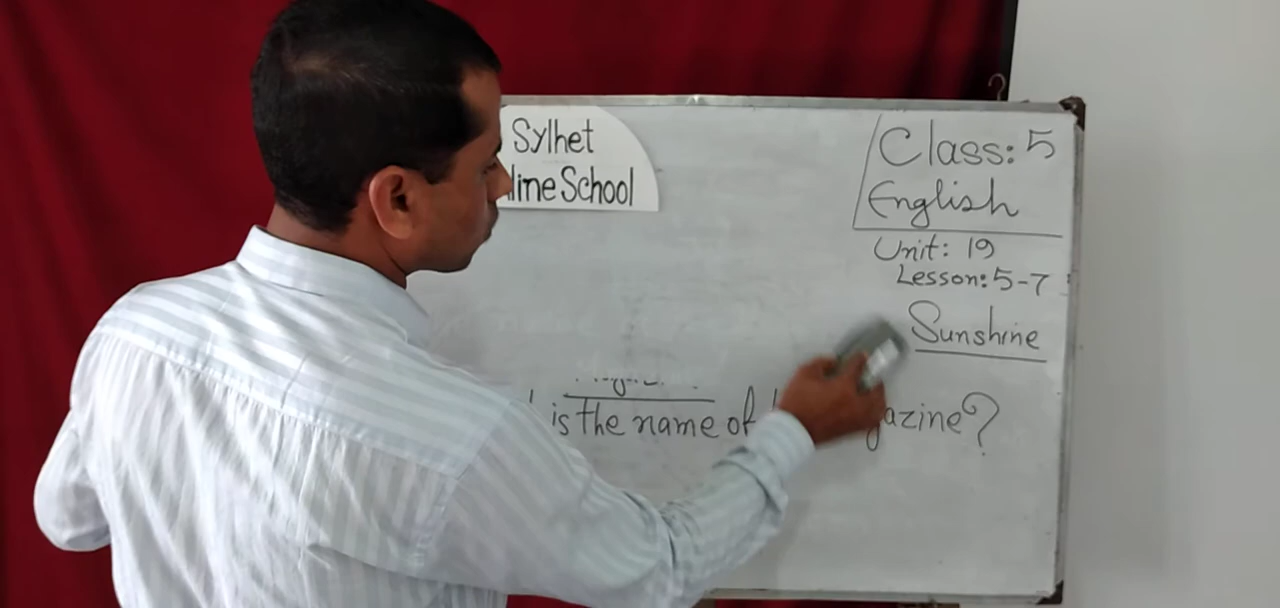 Sylhet
line School
Class: 5
English
Unit: 19
Lesson: 5-7
Sunshine
is the name of azine?